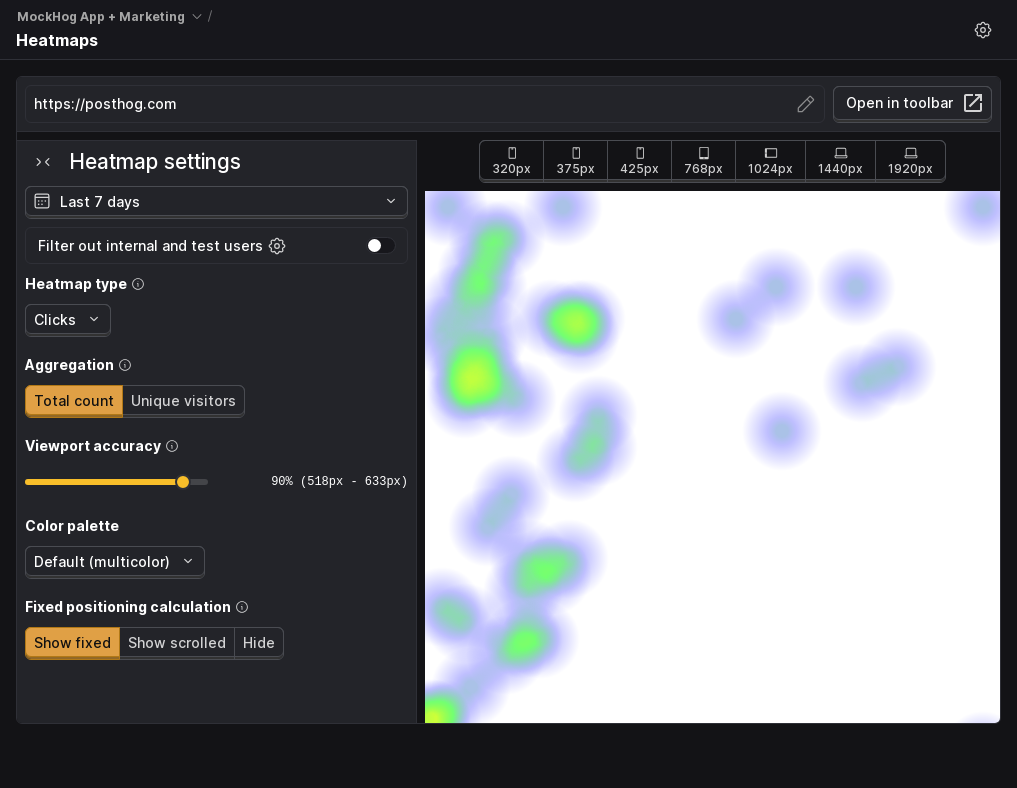 MockHog App + Marketing /
Heatmaps
https://posthog.com
Open in toolbar
Heatmap settings
Last 7 days
Filter out internal and test users
Heatmap type
Clicks
Aggregation
Total count Unique visitors
Viewport accuracy
90% (518px - 633px)
Color palette
Default (multicolor)
Fixed positioning calculation
Show fixed Show scrolled Hide
320px 375px 425px 768px 1024px 1440px 1920px